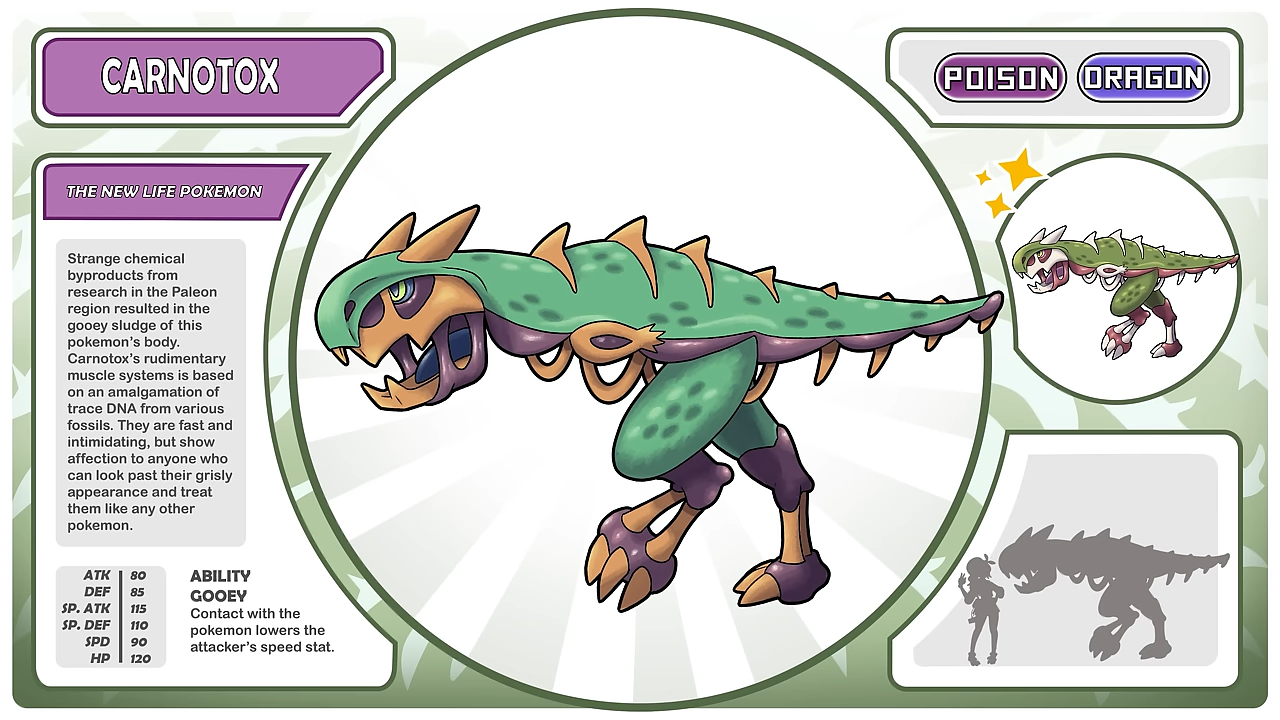 CARNOTOX
POISON
DRAGON
THE NEW LIFE POKEMON
Strange chemical
byproducts from
research in the Paleon
region resulted in the
gooey sludge of this
pokemon's body.
Carnotox's rudimentary
muscle systems is based
on an amalgamation of
trace DNA from various
fossils. They are fast and
intimidating, but show
affection to anyone who
can look past their grisly
appearance and treat
them like any other
pokemon.
ATK 80
DEF 85
SP. ATK 115
SP. DEF 110
SPD 90
HP 120
ABILITY
GOOEY
Contact with the
pokemon lowers the
attacker's speed stat.